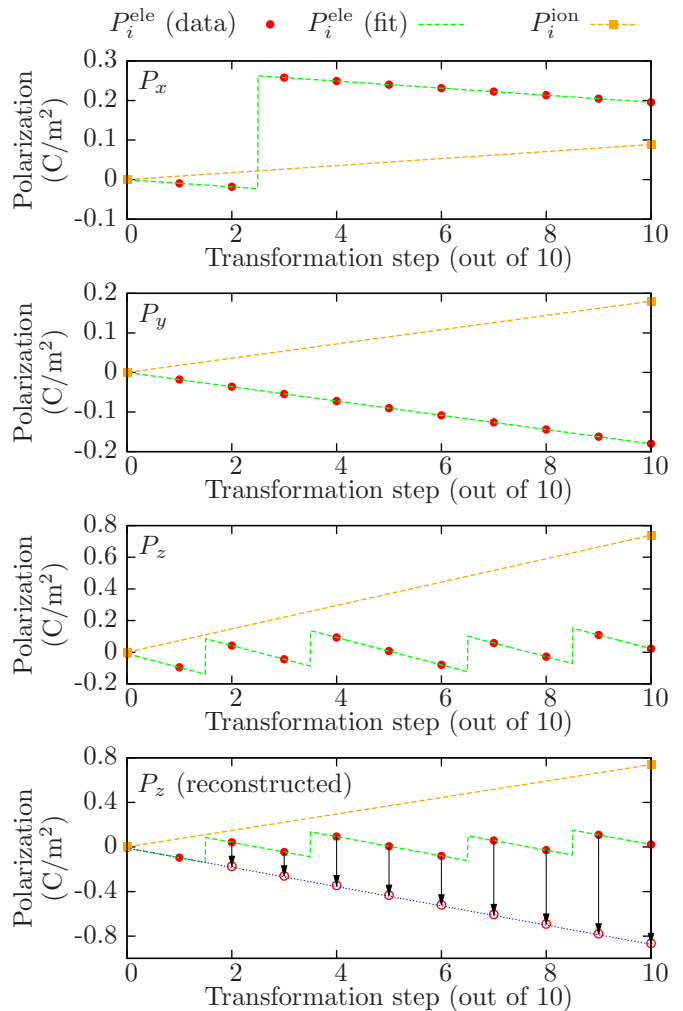 P_i^ele (data) P_i^ele (fit) P_i^ion
P_x
Polarization
(C/m²)
0.3
0.2
0.1
0
-0.1
0 2 4 6 8 10
Transformation step (out of 10)
P_y
Polarization
(C/m²)
0.2
0.1
0
-0.1
-0.2
0 2 4 6 8 10
Transformation step (out of 10)
P_z
Polarization
(C/m²)
0.8
0.6
0.4
0.2
0
-0.2
0 2 4 6 8 10
Transformation step (out of 10)
P_z (reconstructed)
Polarization
(C/m²)
0.8
0.4
0
-0.4
-0.8
0 2 4 6 8 10
Transformation step (out of 10)